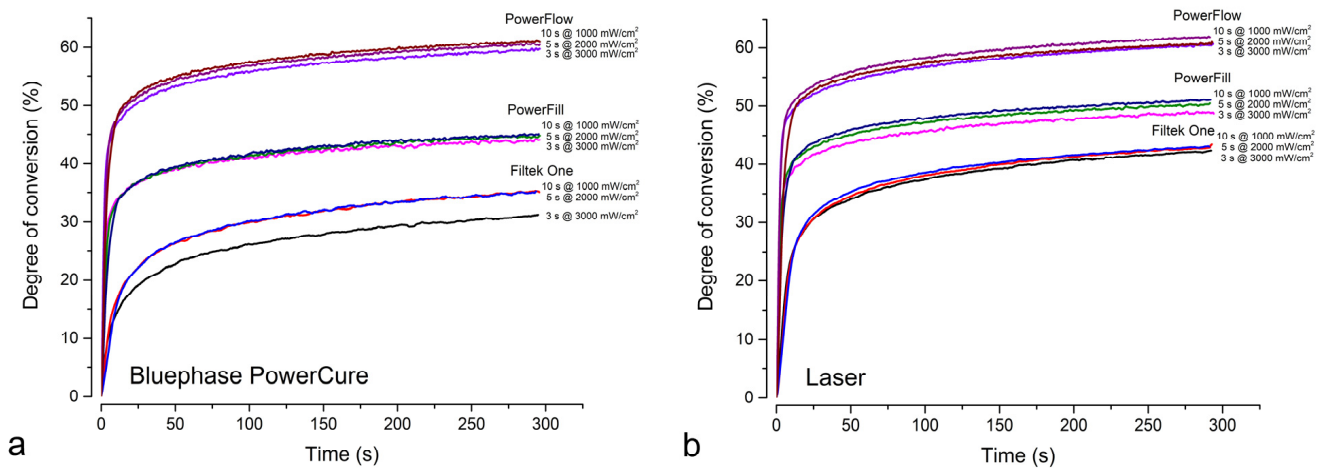 PowerFlow
10 s @ 1000 mW/cm²
5 s @ 2000 mW/cm²
3 s @ 3000 mW/cm²
PowerFill
10 s @ 1000 mW/cm²
5 s @ 2000 mW/cm²
3 s @ 3000 mW/cm²
Filtek One
10 s @ 1000 mW/cm²
5 s @ 2000 mW/cm²
3 s @ 3000 mW/cm²
60
50
40
30
20
10
0
Degree of conversion (%)
Bluephase PowerCure
0 50 100 150 200 250 300
Time (s)
a
PowerFlow
10 s @ 1000 mW/cm²
5 s @ 2000 mW/cm²
3 s @ 3000 mW/cm²
PowerFill
10 s @ 1000 mW/cm²
5 s @ 2000 mW/cm²
3 s @ 3000 mW/cm²
Filtek One
10 s @ 1000 mW/cm²
5 s @ 2000 mW/cm²
3 s @ 3000 mW/cm²
60
50
40
30
20
10
0
Degree of conversion (%)
Laser
0 50 100 150 200 250 300
Time (s)
b